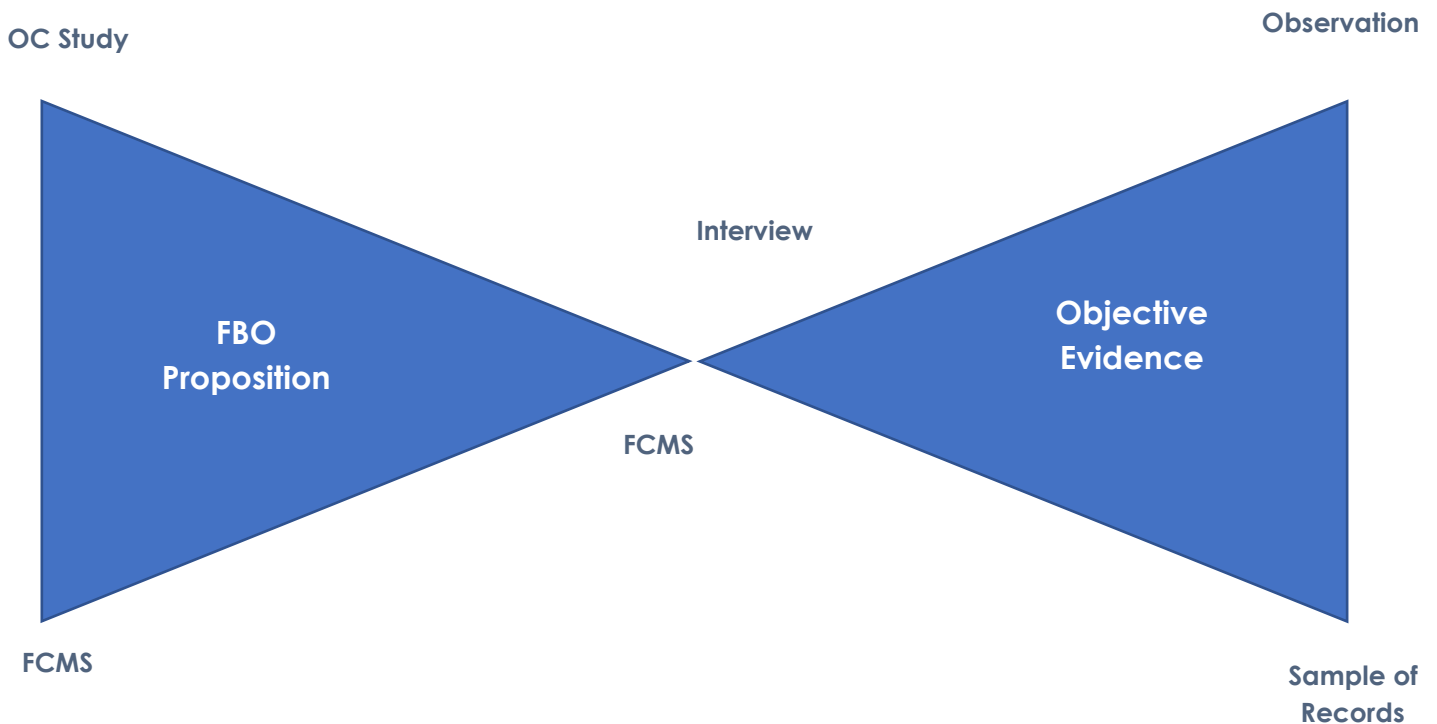 OC Study
Observation
Interview
FBO
Proposition
Objective
Evidence
FCMS
FCMS
Sample of
Records